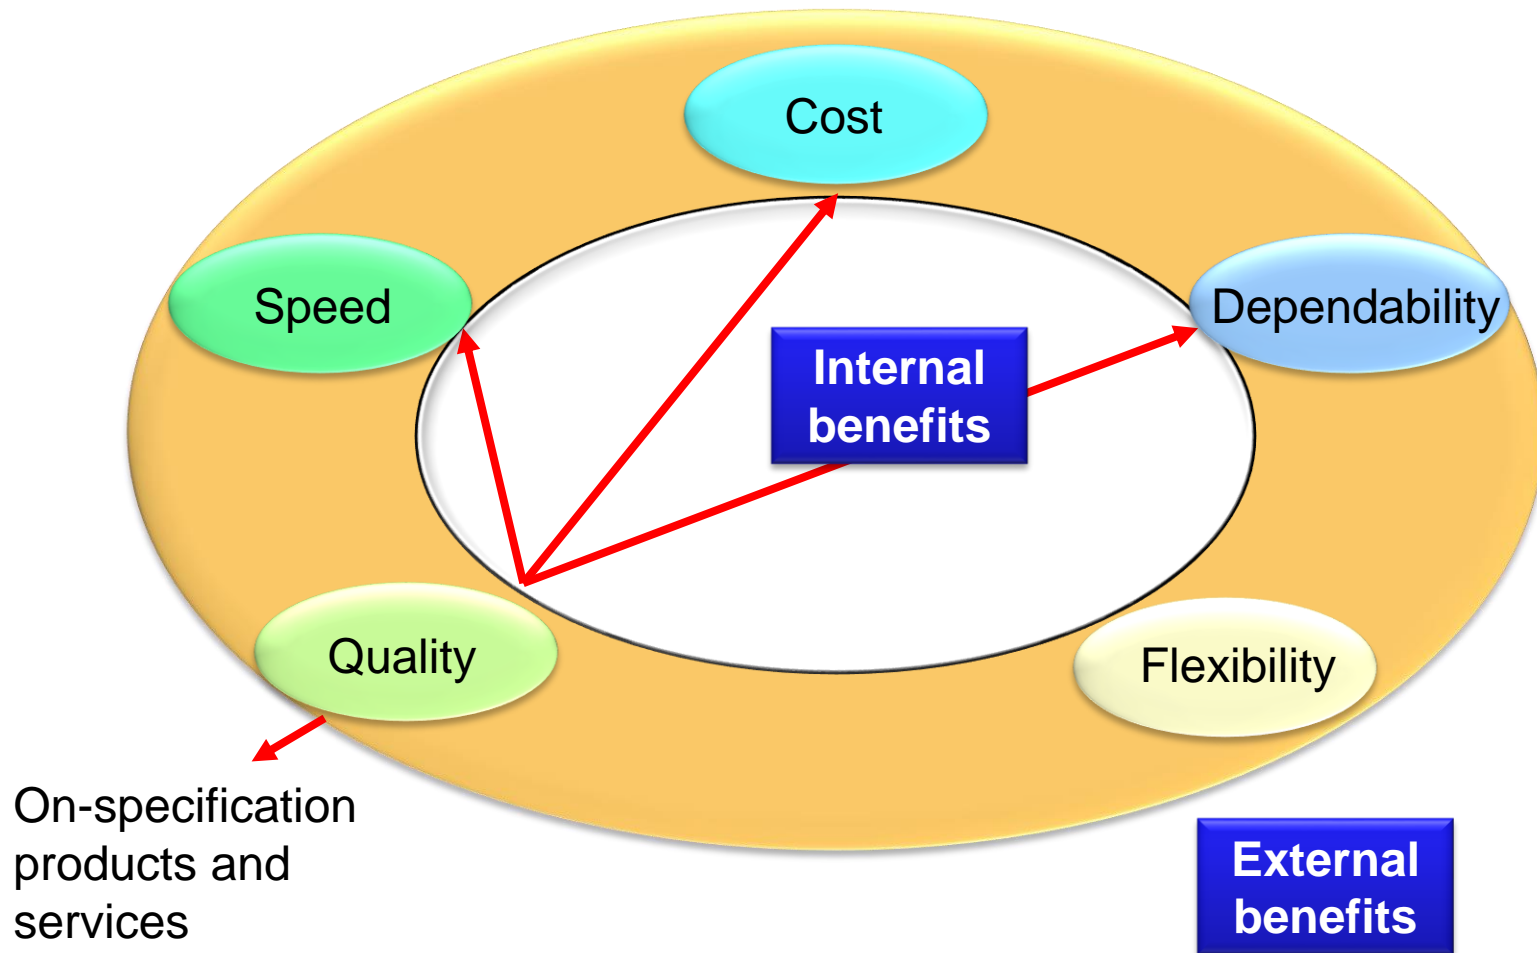 Cost
Speed
Dependability
Internal
benefits
Quality
Flexibility
On-specification
products and
services
External
benefits